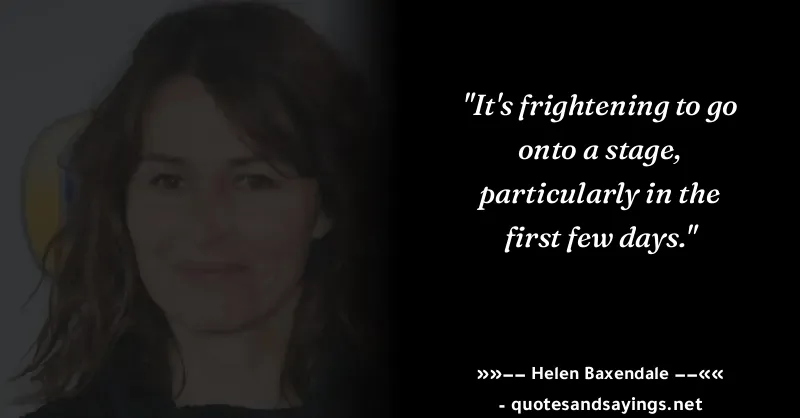 "It's frightening to go
onto a stage,
particularly in the
first few days."
»»−− Helen Baxendale −−««
- quotesandsayings.net